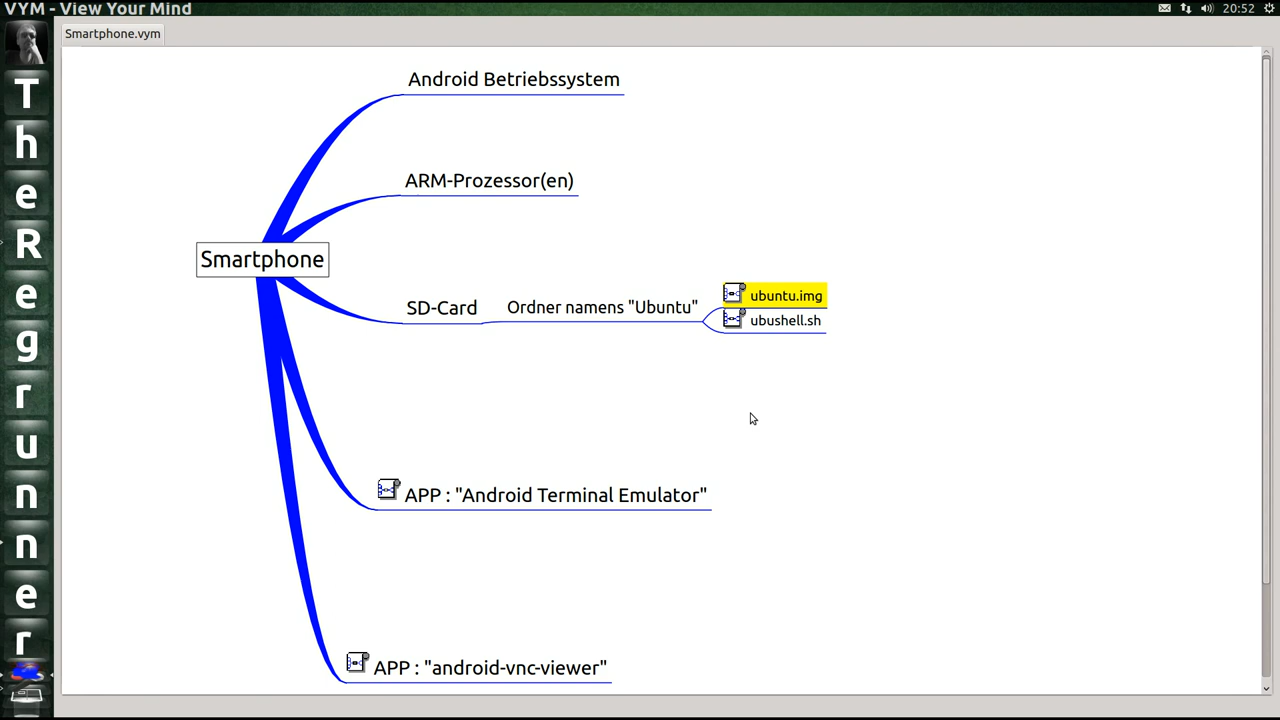 VYM - View Your Mind
20:52
Smartphone.vym
TheRegrunner
Android Betriebssystem
ARM-Prozessor(en)
Smartphone
SD-Card
Ordner namens "Ubuntu"
ubuntu.img
ubushell.sh
APP : "Android Terminal Emulator"
APP : "android-vnc-viewer"